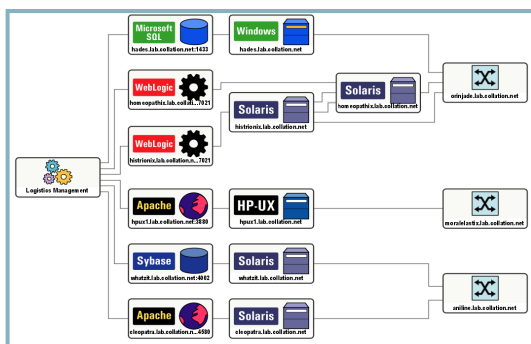 Microsoft
SQL
hades.lab.collation.net:1433
Windows
hades.lab.collation.net
WebLogic
homeopathix.lab.collati...7021
Solaris
homeopathix.lab.collation.net
orinjade.lab.collation.net
Solaris
histrionix.lab.collation.net
WebLogic
histrionix.lab.collation.n...7021
Logistics Management
Apache
hpux1.lab.collation.net:3880
HP-UX
hpux1.lab.collation.net
moralelastix.lab.collation.net
Sybase
whatzit.lab.collation.net:4002
Solaris
whatzit.lab.collation.net
aniline.lab.collation.net
Apache
cleopatra.lab.collation.n...4580
Solaris
cleopatra.lab.collation.net